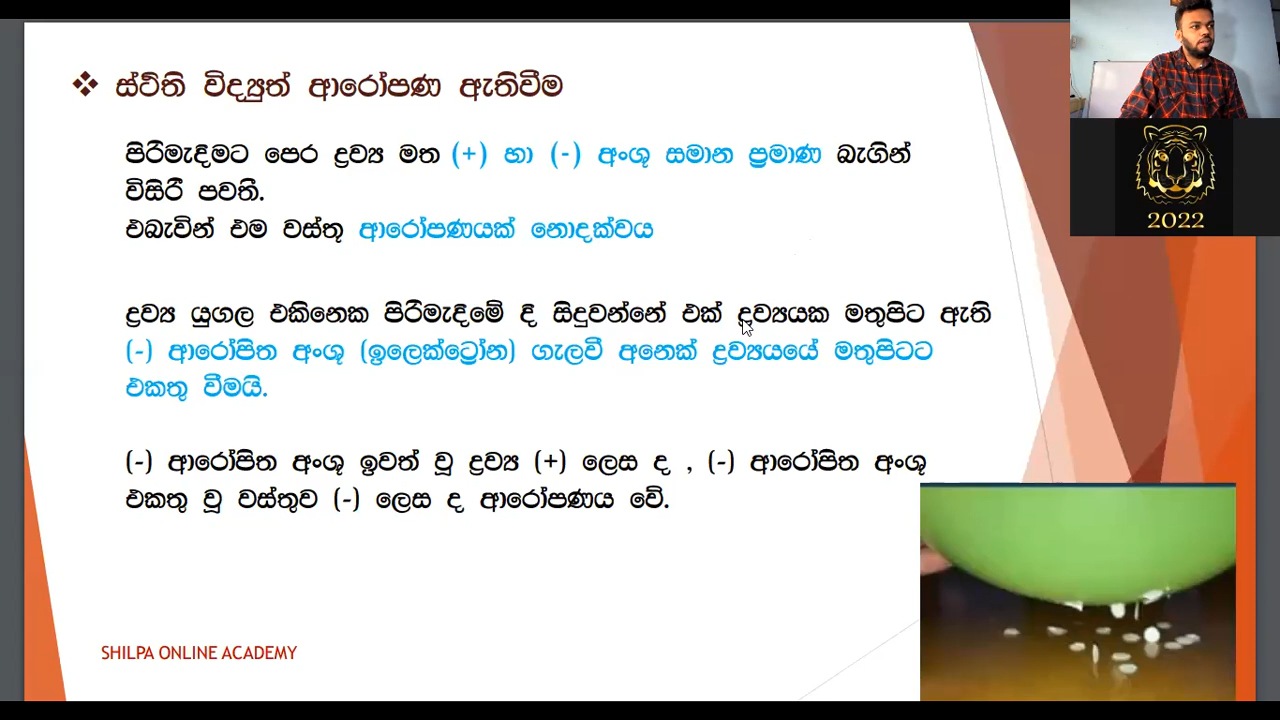 ❖ ස්ථිති විද්‍යුත් ආරෝපණ ඇතිවීම
පිරිමැදීමට පෙර ද්‍රව්‍ය මත (+) හා (-) අංශු සමාන ප්‍රමාණ බැගින්
විසිරී පවතී.
එබැවින් එම වස්තු ආරෝපණයක් නොදක්වය
ද්‍රව්‍ය යුගල එකිනෙක පිරිමැදීමේ දී සිදුවන්නේ එක් ද්‍රව්‍යයක මතුපිට ඇති
(-) ආරෝපිත අංශු (ඉලෙක්ට්‍රෝන) ගැලවී අනෙක් ද්‍රව්‍යයයේ මතුපිටට
එකතු වීමයි.
(-) ආරෝපිත අංශු ඉවත් වූ ද්‍රව්‍ය (+) ලෙස ද , (-) ආරෝපිත අංශු
එකතු වූ වස්තුව (-) ලෙස ද ආරෝපණය වේ.
SHILPA ONLINE ACADEMY
2022